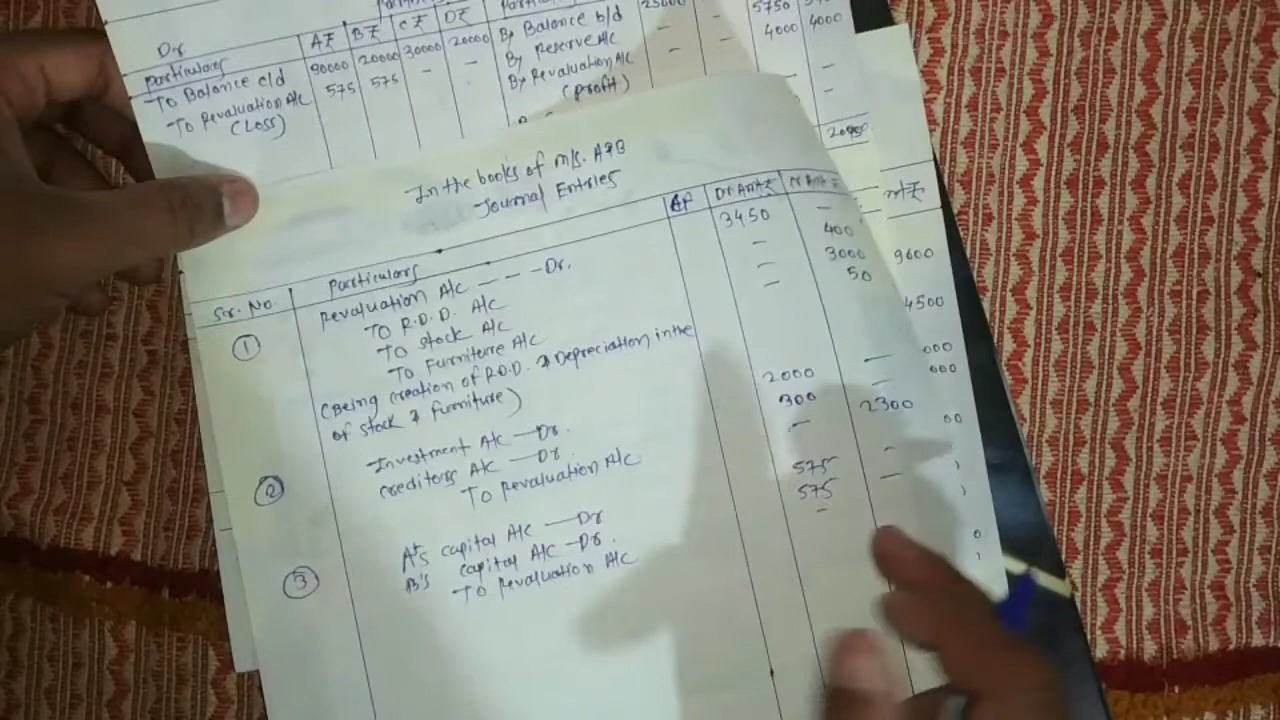 Dr
Particulars A₹ B₹ C₹ D₹
To Balance c/d 90000 20000 30000 20000 By Balance b/d 25000 -
To Revaluation A/c 575 575 - - By Reserve A/c - - 5750
(Loss) By Revaluation A/c - - 4000 4000
(profit) - -
In the books of m/s. A&B
Journal Entries
Sr. No. Particulars LF Dr Amt₹ Cr Amt ₹
① Revaluation A/c - - - Dr. 3450 -
To R.D.D. A/c - 400
To stock A/c - 3000
To Furniture A/c - 50
(Being creation of R.D.D. & Depreciation in the
of stock & furniture)
② Investment A/c — Dr. 2000 —
creditors A/c — Dr 300 —
To Revaluation A/c — 2300
③ A's capital A/c — Dr 575 -
B's capital A/c - Dr. 575 —
To Revaluation A/c -
m₹
9600
4500
000
000
00